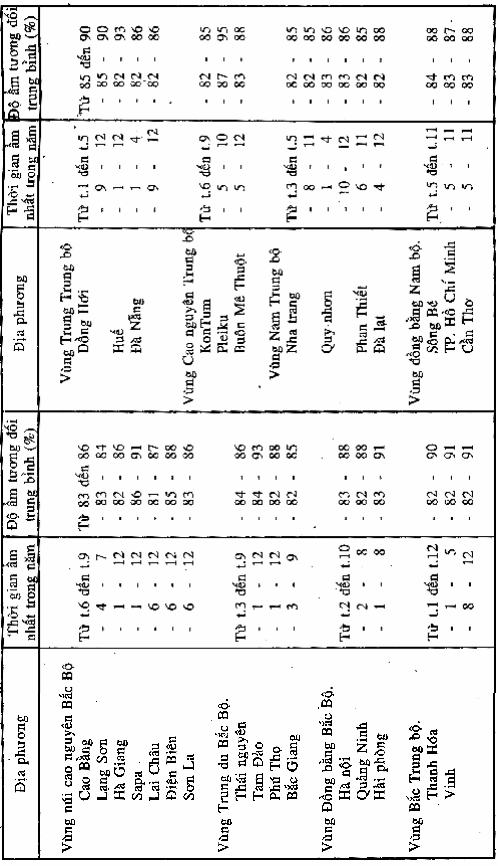 Địa phương
Thời gian ẩm
nhất trong năm
Độ ẩm tương đối
trung bình (%)
Vùng núi cao nguyên Bắc Bộ
Cao Bằng Từ t.6 đến t.9 Từ 83 đến 86
Lạng Sơn - 4 - 7 - 83 - 84
Hà Giang - 1 - 12 - 82 - 86
Sapa - 1 - 12 - 86 - 91
Lai Châu - 6 - 12 - 81 - 87
Điện Biên - 6 - 12 - 85 - 88
Sơn La - 6 - 12 - 83 - 86
Vùng Trung du Bắc Bộ.
Thái nguyên Từ t.3 đến t.9 - 84 - 86
Tam Đảo - 1 - 12 - 84 - 93
Phú Thọ - 1 - 12 - 82 - 88
Bắc Giang - 3 - 9 - 82 - 85
Vùng Đồng bằng Bắc Bộ.
Hà nội Từ t.2 đến t.10 - 83 - 88
Quảng Ninh - 2 - 8 - 82 - 88
Hải phòng - 1 - 8 - 83 - 91
Vùng Bắc Trung bộ.
Thanh Hóa Từ t.1 đến t.12 - 82 - 90
Vinh - 1 - 5 - 82 - 91
- 8 - 12 - 82 - 91
Địa phương
Thời gian ẩm
nhất trong năm
Độ ẩm tương đối
trung bình (%)
Vùng Trung Trung bộ
Đồng Hới Từ t.1 đến t.5 Từ 85 đến 90
- 9 - 12 - 85 - 90
Huế - 1 - 12 - 82 - 93
Đà Nẵng - 1 - 4 - 82 - 86
- 9 - 12 - 82 - 86
Vùng Cao nguyên Trung bộ
KonTum Từ t.6 đến t.9 - 82 - 85
Pleiku - 5 - 10 - 87 - 95
Buôn Mê Thuột - 5 - 12 - 83 - 88
Vùng Nam Trung bộ
Nha trang Từ t.3 đến t.5 - 82 - 85
- 8 - 11 - 82 - 85
Quy nhơn - 1 - 4 - 83 - 86
- 10 - 12 - 83 - 86
Phan Thiết - 6 - 11 - 82 - 85
Đà lạt - 4 - 12 - 82 - 88
Vùng đồng bằng Nam bộ.
Sông Bé Từ t.5 đến t.11 - 84 - 88
TP. Hồ Chí Minh - 5 - 11 - 83 - 87
Cần Thơ - 5 - 11 - 83 - 88